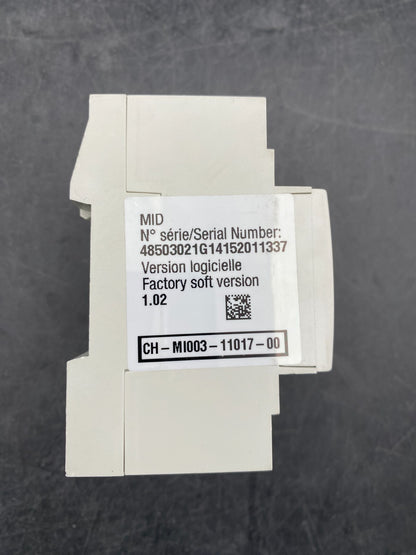 MID
N° série/Serial Number:
48503021G14152011337
Version logicielle
Factory soft version
1.02
CH – MI003 – 11017 – 00